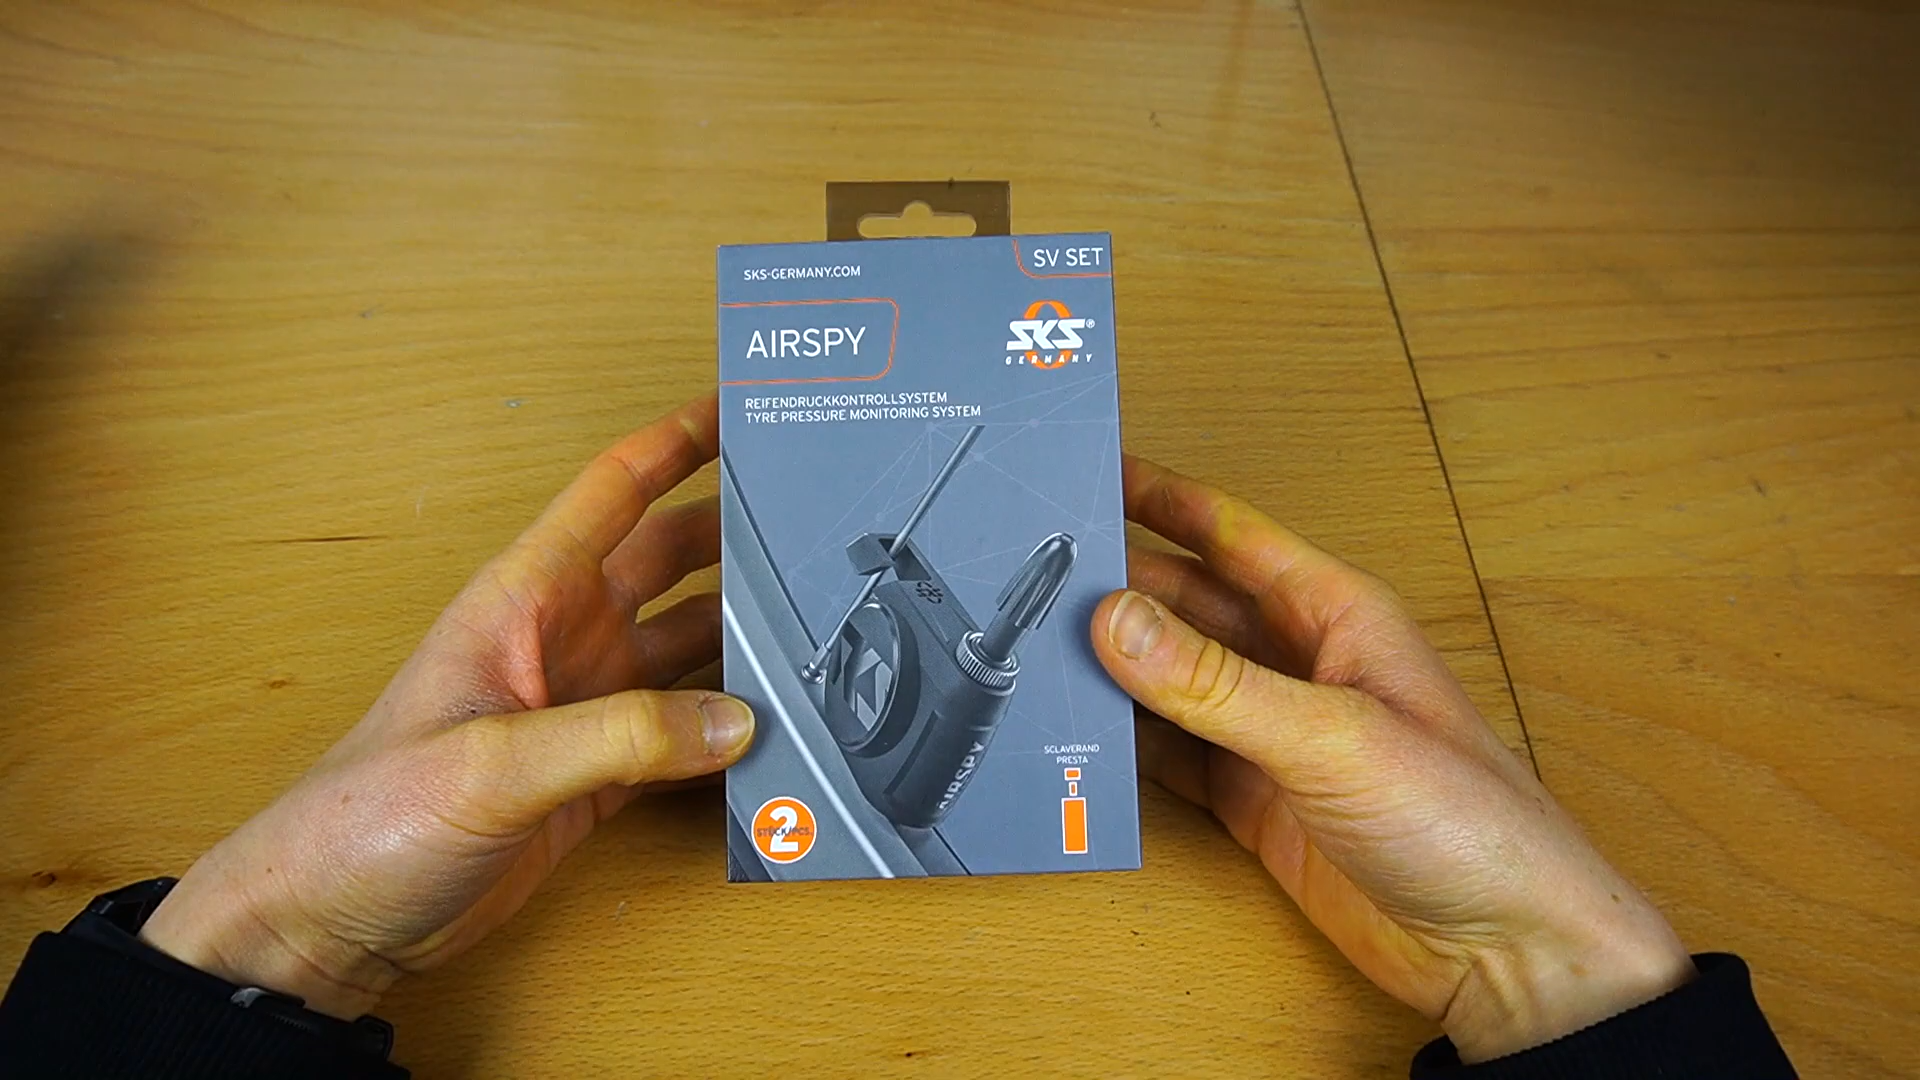 SV SET
SKS-GERMANY.COM
AIRSPY
SKS®
GERMANY
REIFENDRUCKKONTROLLSYSTEM
TYRE PRESSURE MONITORING SYSTEM
SKS
AIRSPY
SCLAVERAND
PRESTA
2
STÜCK/PCS.